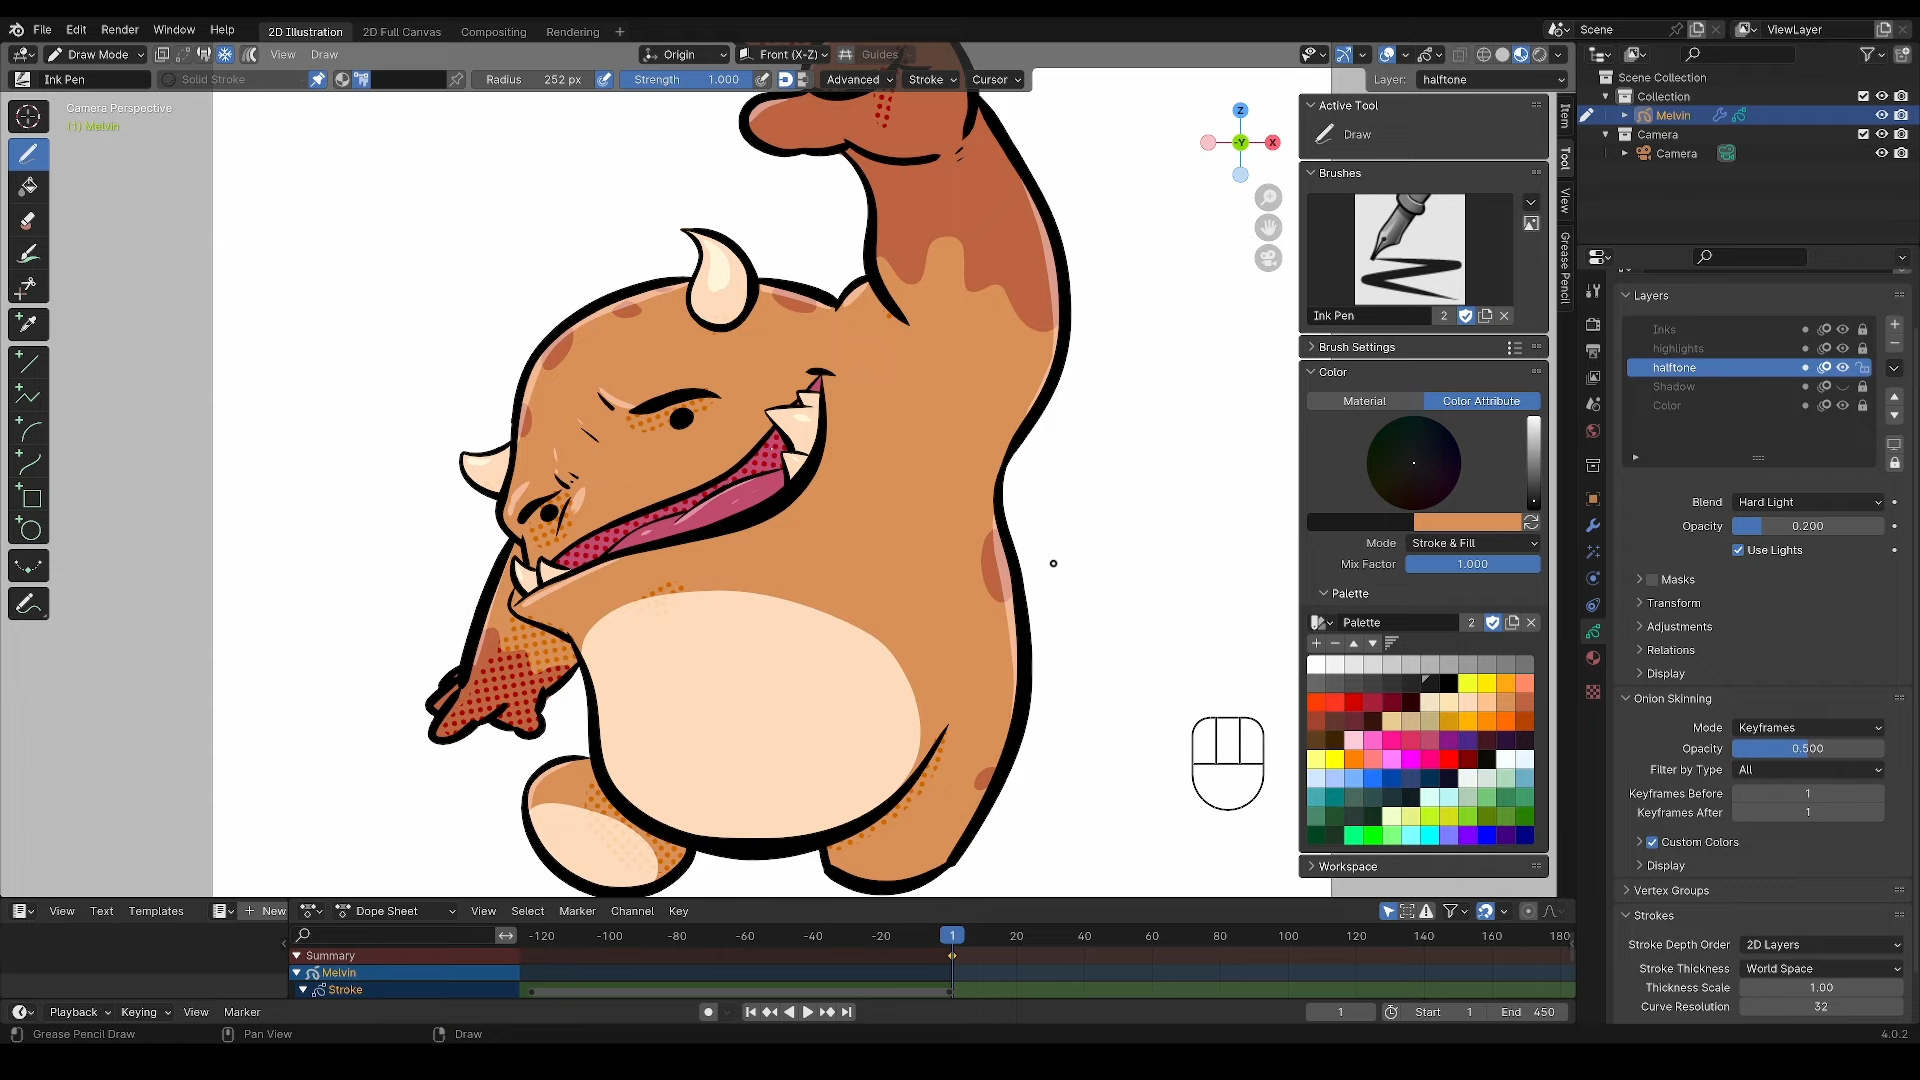 File Edit Render Window Help 2D Illustration 2D Full Canvas Compositing Rendering + Scene ViewLayer
Draw Mode View Draw Origin Front (X-Z) Guides
Ink Pen Solid Stroke Radius 252 px Strength 1.000 Advanced Stroke Cursor Layer: halftone
Camera Perspective
(1) Melvin
Z
-Y
X
Active Tool
Draw
Brushes
Ink Pen 2
Brush Settings
Color
Material Color Attribute
Mode Stroke & Fill
Mix Factor 1.000
Palette
Palette 2
Workspace
Item
Tool
View
Grease Pencil
Scene Collection
Collection
Melvin
Camera
Camera
Layers
Inks
highlights
halftone
Shadow
Color
Blend Hard Light
Opacity 0.200
Use Lights
Masks
Transform
Adjustments
Relations
Display
Onion Skinning
Mode Keyframes
Opacity 0.500
Filter by Type All
Keyframes Before 1
Keyframes After 1
Custom Colors
Display
Vertex Groups
Strokes
Stroke Depth Order 2D Layers
Stroke Thickness World Space
Thickness Scale 1.00
Curve Resolution 32
View Text Templates + New Dope Sheet View Select Marker Channel Key
-120 -100 -80 -60 -40 -20 1 20 40 60 80 100 120 140 160 180
Summary
Melvin
Stroke
Playback Keying View Marker 1 Start 1 End 450
Grease Pencil Draw Pan View Draw 4.0.2